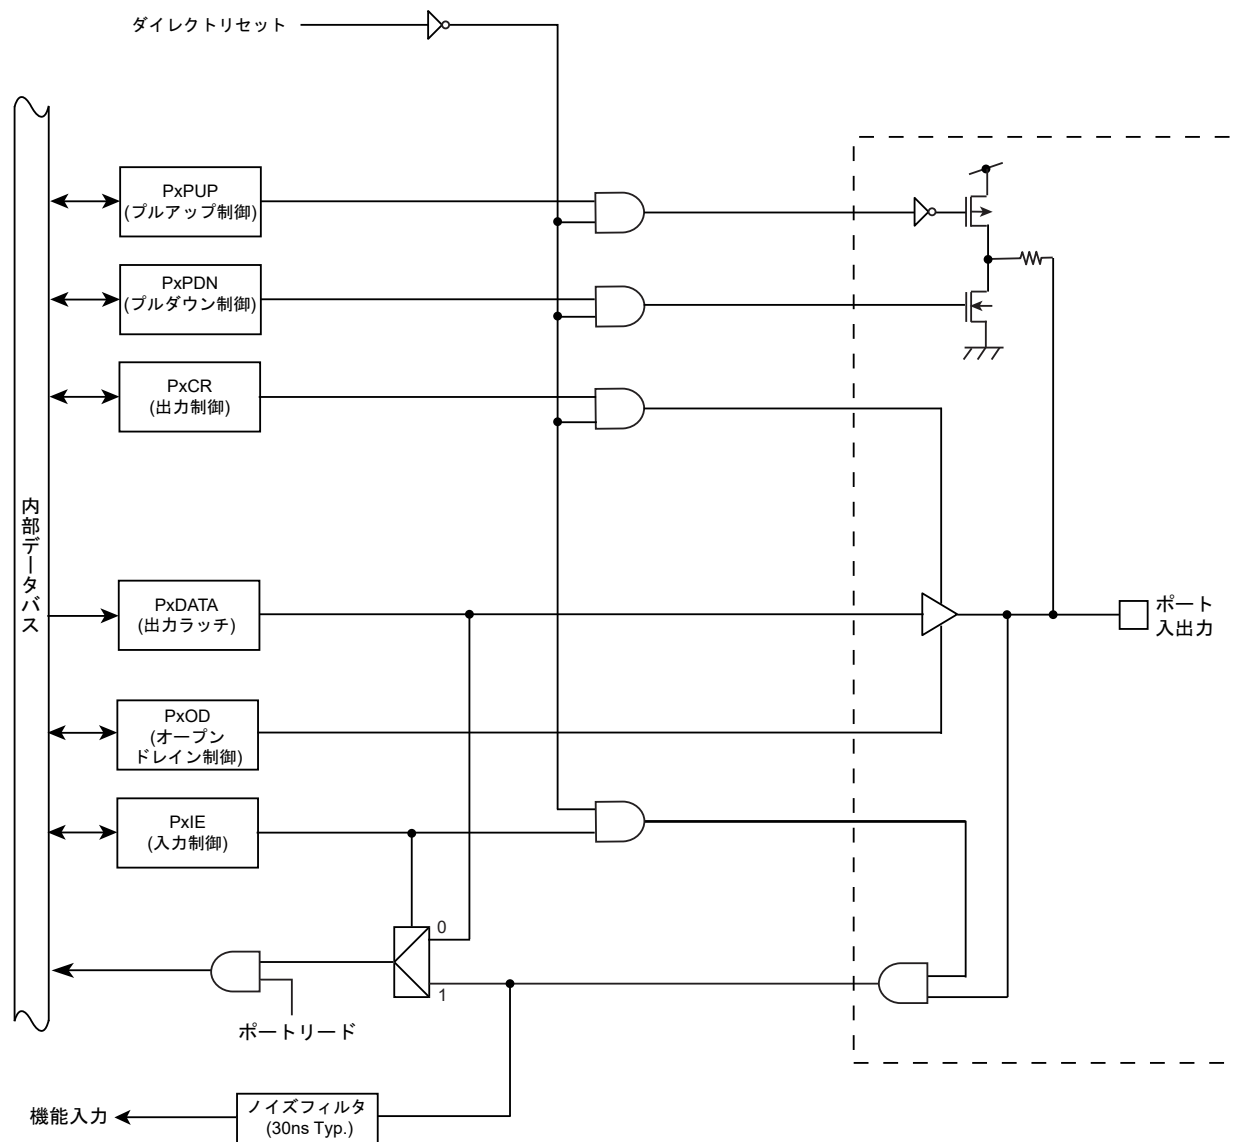 ダイレクトリセット
PxPUP
(プルアップ制御)
PxPDN
(プルダウン制御)
PxCR
(出力制御)
内部データバス
PxDATA
(出力ラッチ)
ポート
入出力
PxOD
(オープン
ドレイン制御)
PxIE
(入力制御)
0
1
ポートリード
機能入力
ノイズフィルタ
(30ns Typ.)